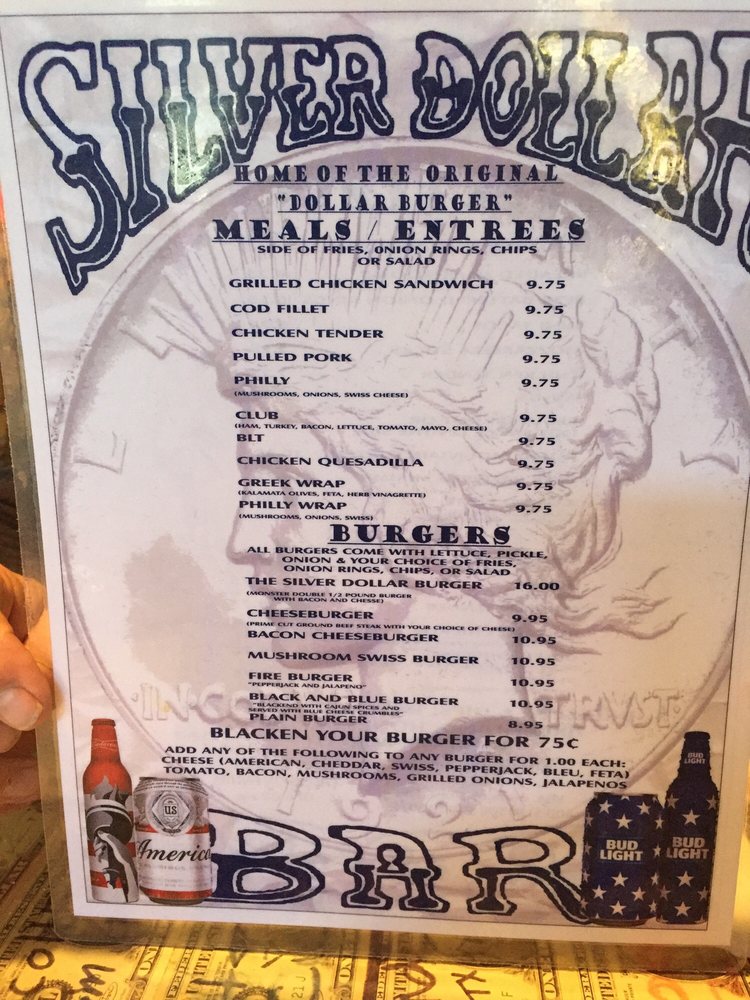 SILVER DOLLAR
HOME OF THE ORIGINAL
"DOLLAR BURGER"
MEALS / ENTREES
SIDE OF FRIES, ONION RINGS, CHIPS
OR SALAD
GRILLED CHICKEN SANDWICH 9.75
COD FILLET 9.75
CHICKEN TENDER 9.75
PULLED PORK 9.75
PHILLY 9.75
(MUSHROOMS, ONIONS, SWISS CHEESE)
CLUB 9.75
(HAM, TURKEY, BACON, LETTUCE, TOMATO, MAYO, CHEESE)
BLT 9.75
CHICKEN QUESADILLA 9.75
GREEK WRAP 9.75
(KALAMATA OLIVES, FETA, HERB VINAGRETTE)
PHILLY WRAP 9.75
(MUSHROOMS, ONIONS, SWISS)
BURGERS
ALL BURGERS COME WITH LETTUCE, PICKLE,
ONION & YOUR CHOICE OF FRIES,
ONION RINGS, CHIPS, OR SALAD
THE SILVER DOLLAR BURGER 16.00
(MONSTER DOUBLE 1/2 POUND BURGER
WITH BACON AND CHESSE)
CHEESEBURGER 9.95
(PRIME CUT GROUND BEEF STEAK WITH YOUR CHOICE OF CHEESE)
BACON CHEESEBURGER 10.95
MUSHROOM SWISS BURGER 10.95
FIRE BURGER 10.95
"PEPPERJACK AND JALAPENO"
BLACK AND BLUE BURGER 10.95
"BLACKEND WITH CAJUN SPICES AND
SERVED WITH BLUE CHEESE CRUMBLES"
PLAIN BURGER 8.95
IN TRVST
BLACKEN YOUR BURGER FOR 75¢
ADD ANY OF THE FOLLOWING TO ANY BURGER FOR 1.00 EACH:
CHEESE (AMERICAN, CHEDDAR, SWISS, PEPPERJACK, BLEU, FETA)
TOMATO, BACON, MUSHROOMS, GRILLED ONIONS, JALAPENOS
US
America
BUD
LIGHT
BUD
LIGHT
BUD
LIGHT
BAR